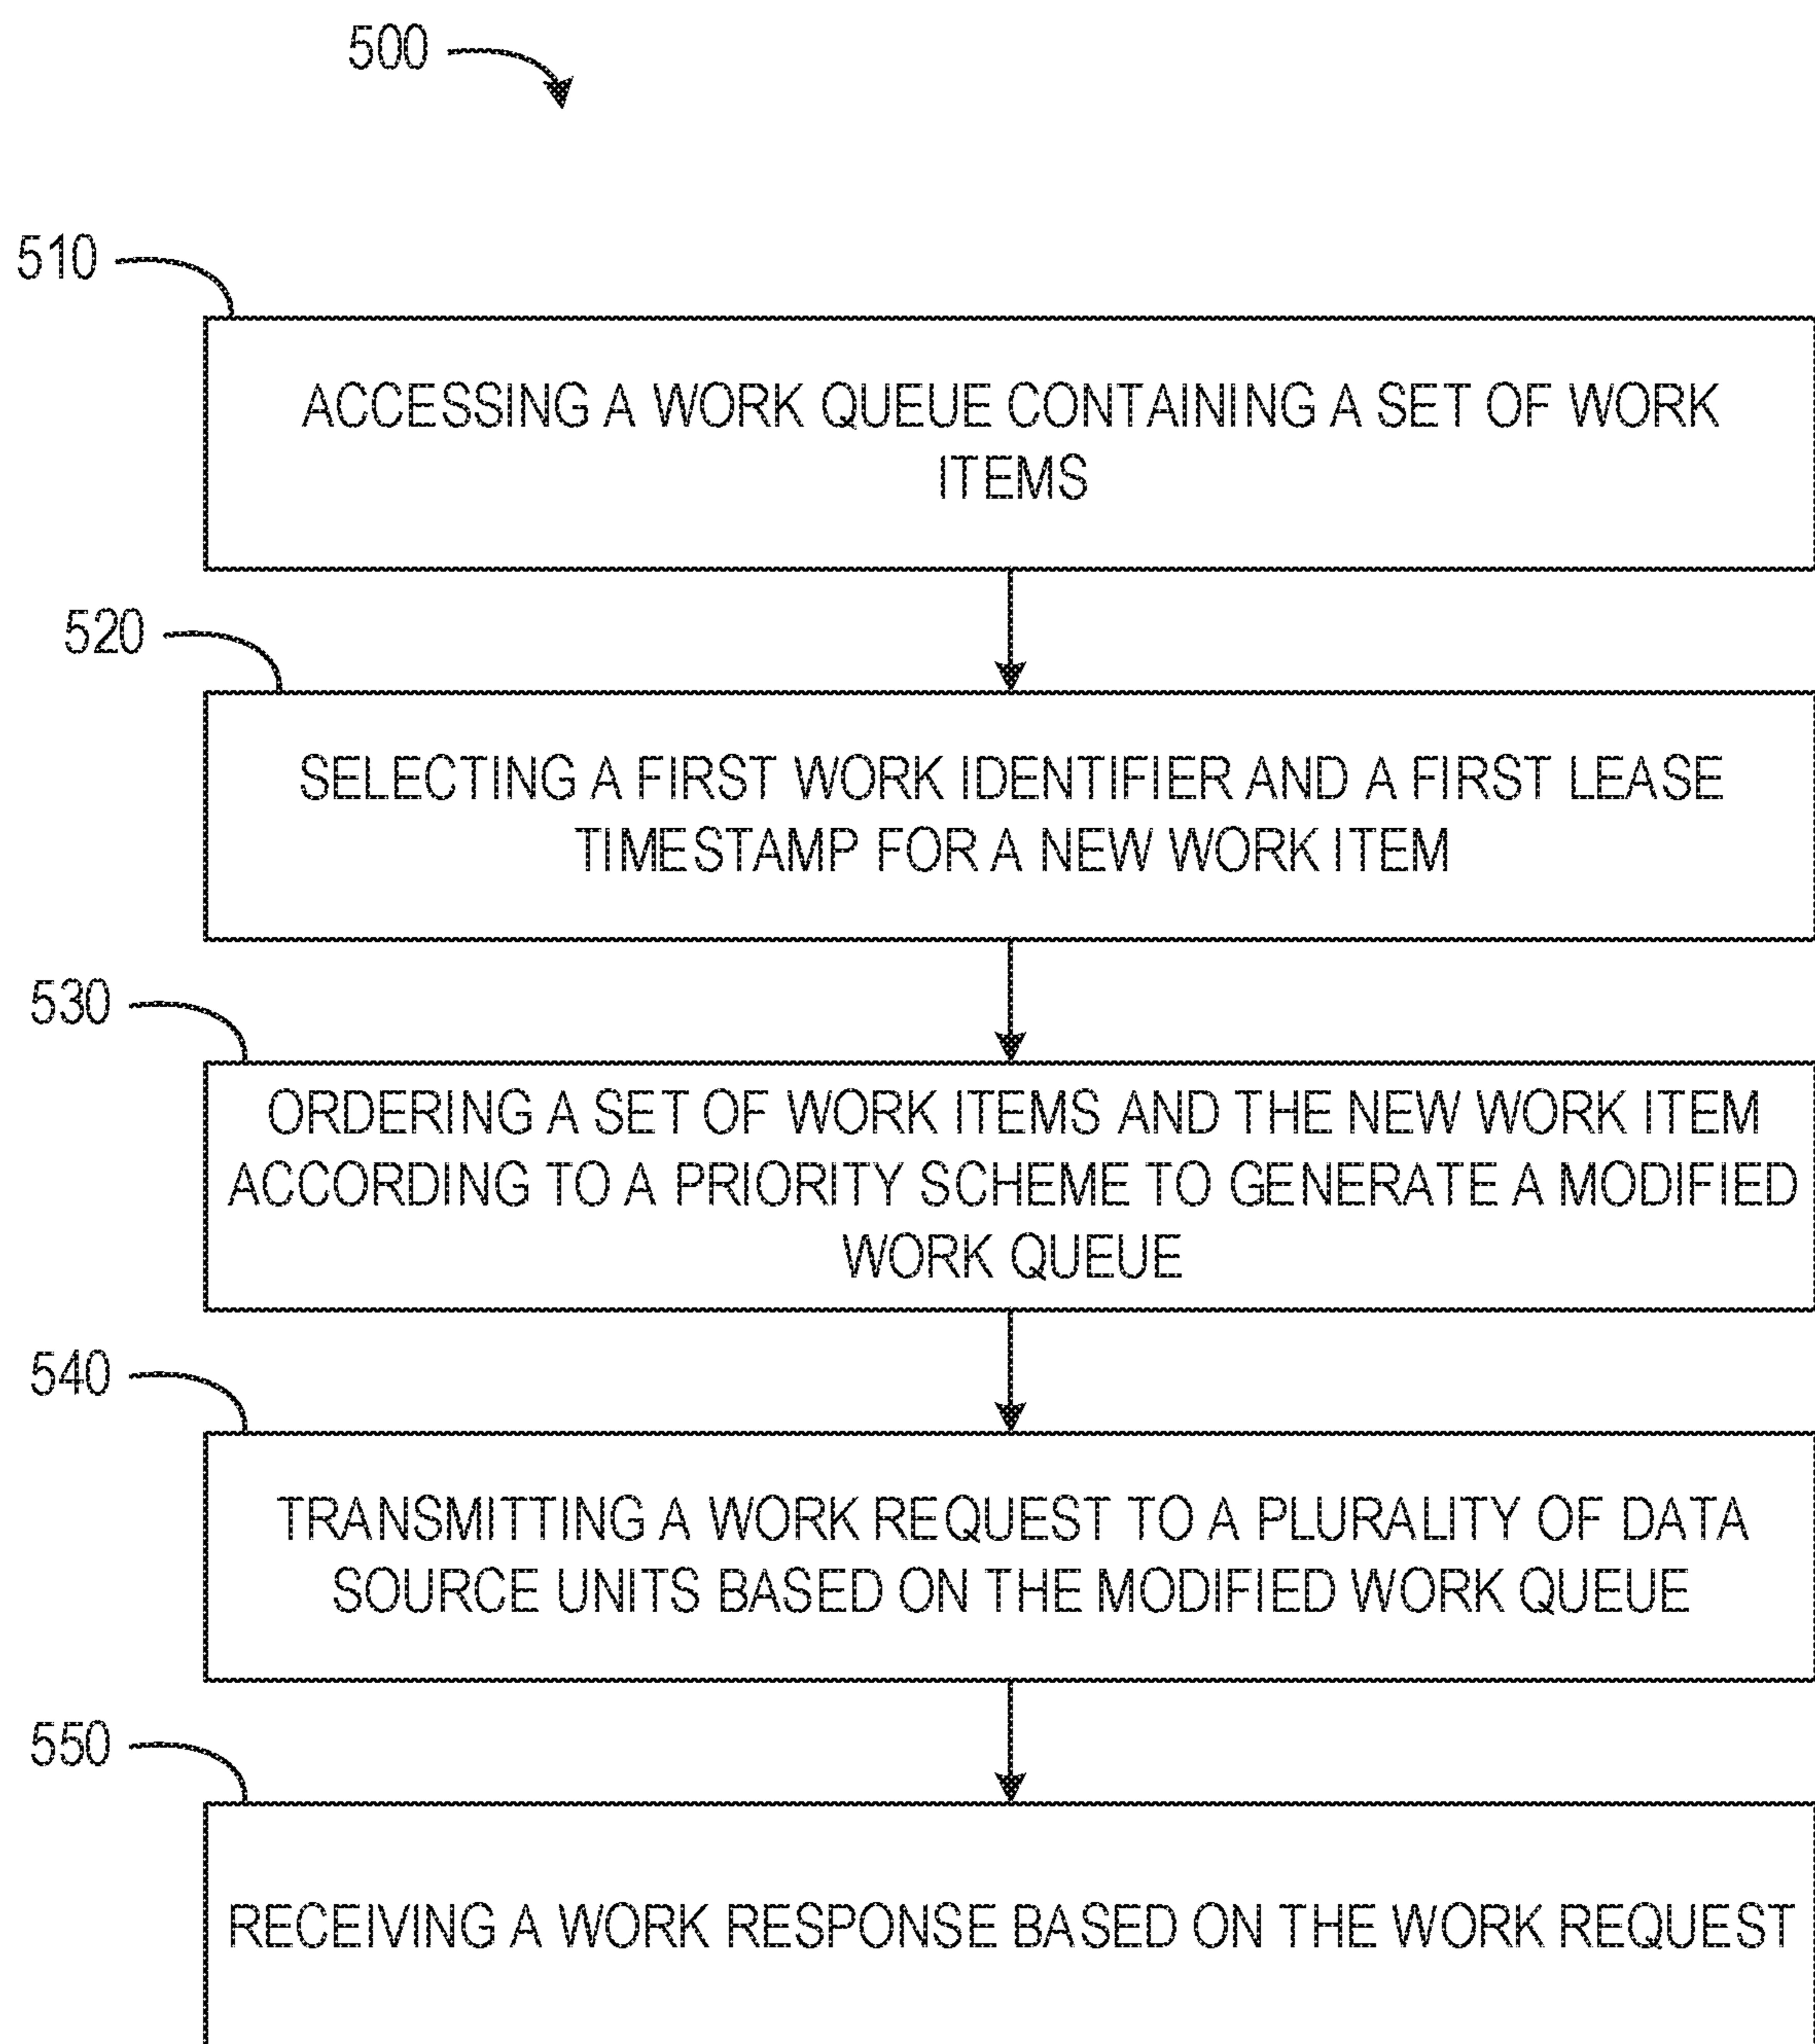 500
510
ACCESSING A WORK QUEUE CONTAINING A SET OF WORK
ITEMS
520
SELECTING A FIRST WORK IDENTIFIER AND A FIRST LEASE
TIMESTAMP FOR A NEW WORK ITEM
530
ORDERING A SET OF WORK ITEMS AND THE NEW WORK ITEM
ACCORDING TO A PRIORITY SCHEME TO GENERATE A MODIFIED
WORK QUEUE
540
TRANSMITTING A WORK REQUEST TO A PLURALITY OF DATA
SOURCE UNITS BASED ON THE MODIFIED WORK QUEUE
550
RECEIVING A WORK RESPONSE BASED ON THE WORK REQUEST